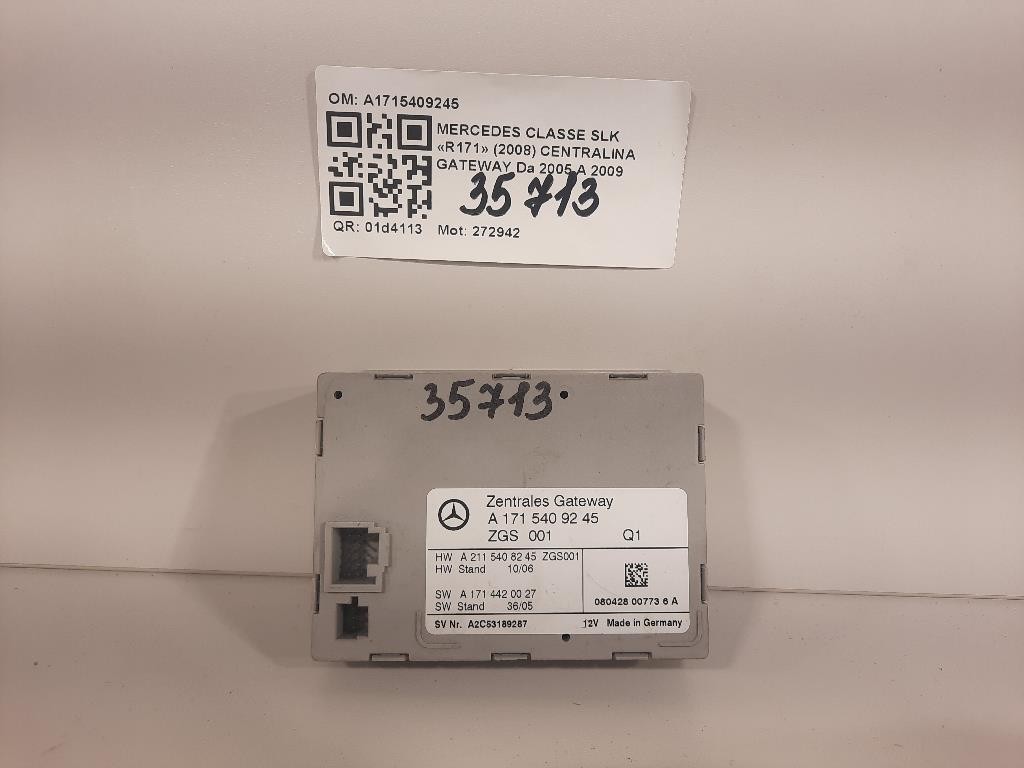 OM: A1715409245
MERCEDES CLASSE SLK
«R171» (2008) CENTRALINA
GATEWAY Da 2005 A 2009
35713
QR: 01d4113 Mot: 272942
35713
Zentrales Gateway
A 171 540 92 45
ZGS 001 Q1
HW A 211 540 82 45 ZGS001
HW Stand 10/06
SW A 171 442 00 27
SW Stand 36/05
080428 00773 6 A
SV Nr. A2C53189287 12V Made in Germany